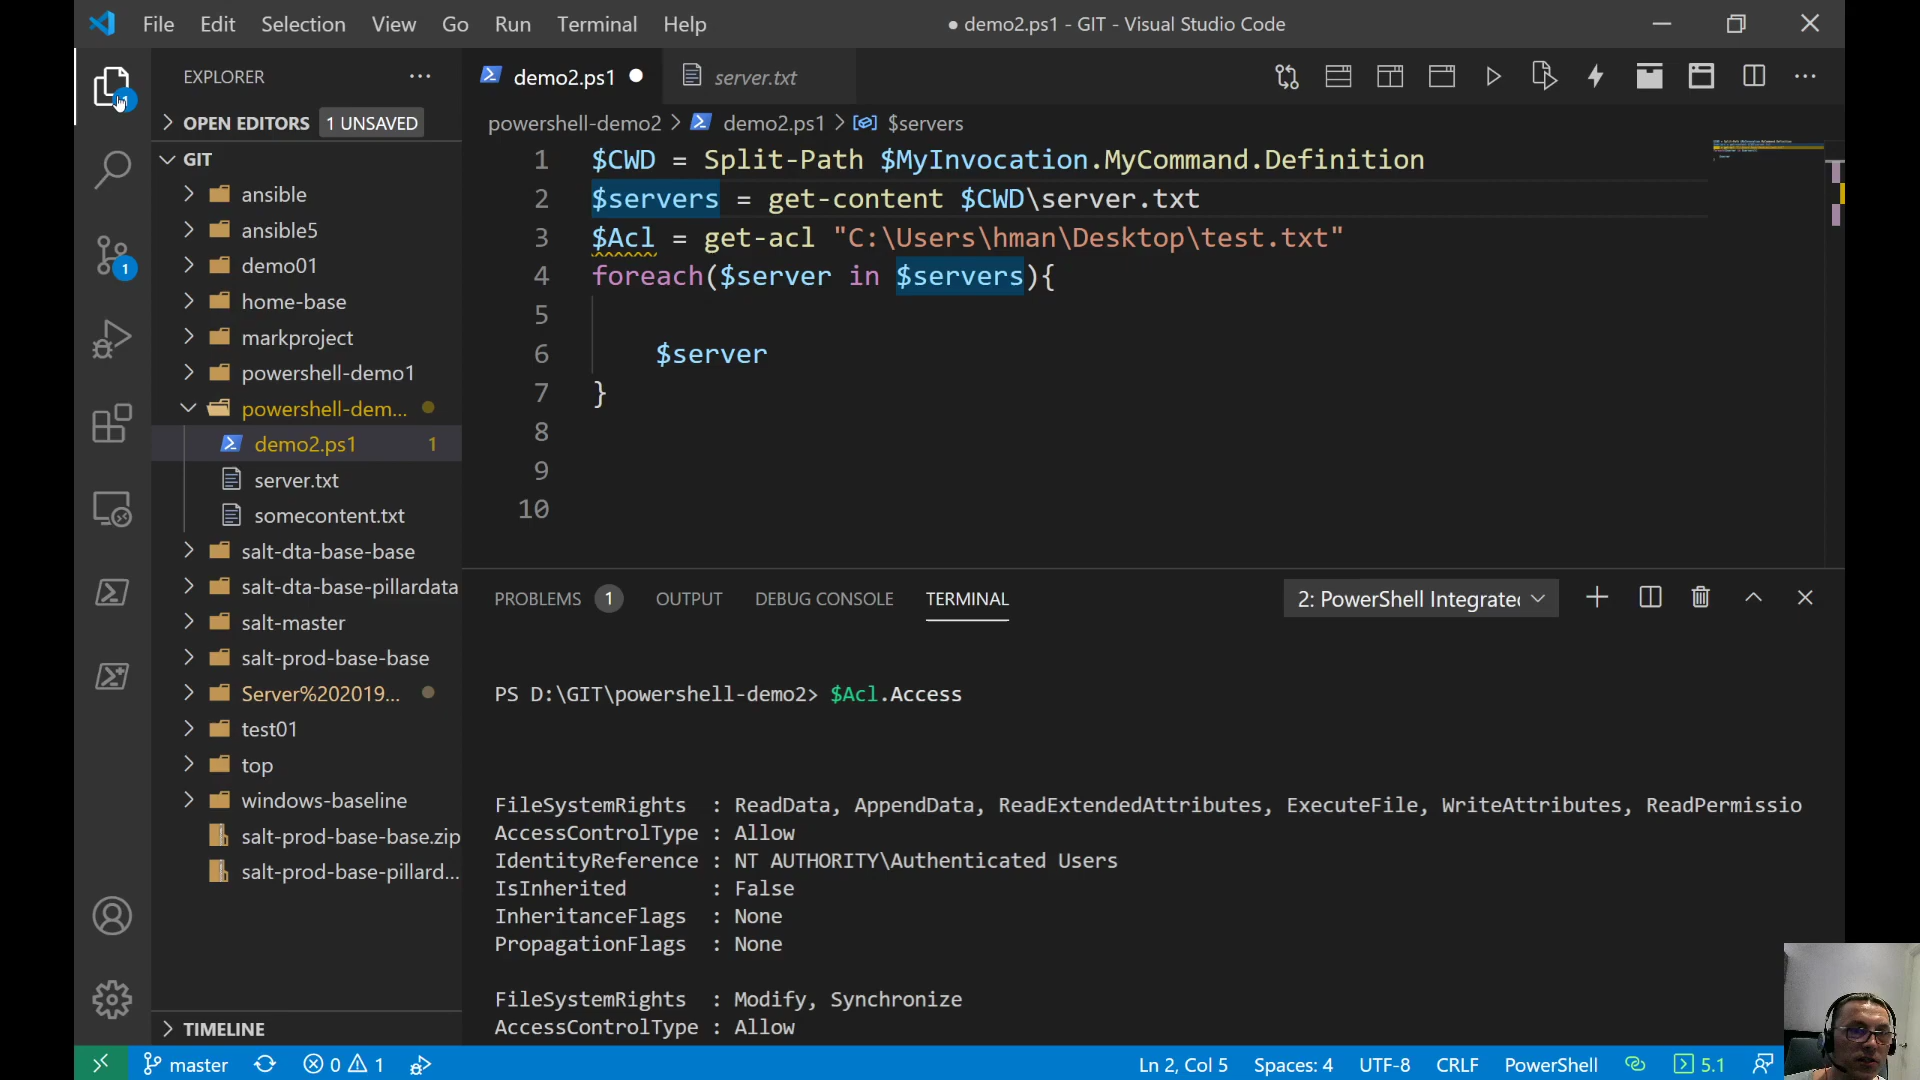 File Edit Selection View Go Run Terminal Help
● demo2.ps1 - GIT - Visual Studio Code
EXPLORER
OPEN EDITORS 1 UNSAVED
GIT
ansible
ansible5
demo01
home-base
markproject
powershell-demo1
powershell-dem...
demo2.ps1 1
server.txt
somecontent.txt
salt-dta-base-base
salt-dta-base-pillardata
salt-master
salt-prod-base-base
Server%202019...
test01
top
windows-baseline
salt-prod-base-base.zip
salt-prod-base-pillard...
TIMELINE
1
1
demo2.ps1 server.txt
powershell-demo2 > demo2.ps1 > $servers
1 $CWD = Split-Path $MyInvocation.MyCommand.Definition
2 $servers = get-content $CWD\server.txt
3 $Acl = get-acl "C:\Users\hman\Desktop\test.txt"
4 foreach($server in $servers){
5
6 $server
7 }
8
9
10
PROBLEMS 1 OUTPUT DEBUG CONSOLE TERMINAL 2: PowerShell Integrate
PS D:\GIT\powershell-demo2> $Acl.Access
FileSystemRights : ReadData, AppendData, ReadExtendedAttributes, ExecuteFile, WriteAttributes, ReadPermissio
AccessControlType : Allow
IdentityReference : NT AUTHORITY\Authenticated Users
IsInherited : False
InheritanceFlags : None
PropagationFlags : None
FileSystemRights : Modify, Synchronize
AccessControlType : Allow
master 0 1 Ln 2, Col 5 Spaces: 4 UTF-8 CRLF PowerShell 5.1